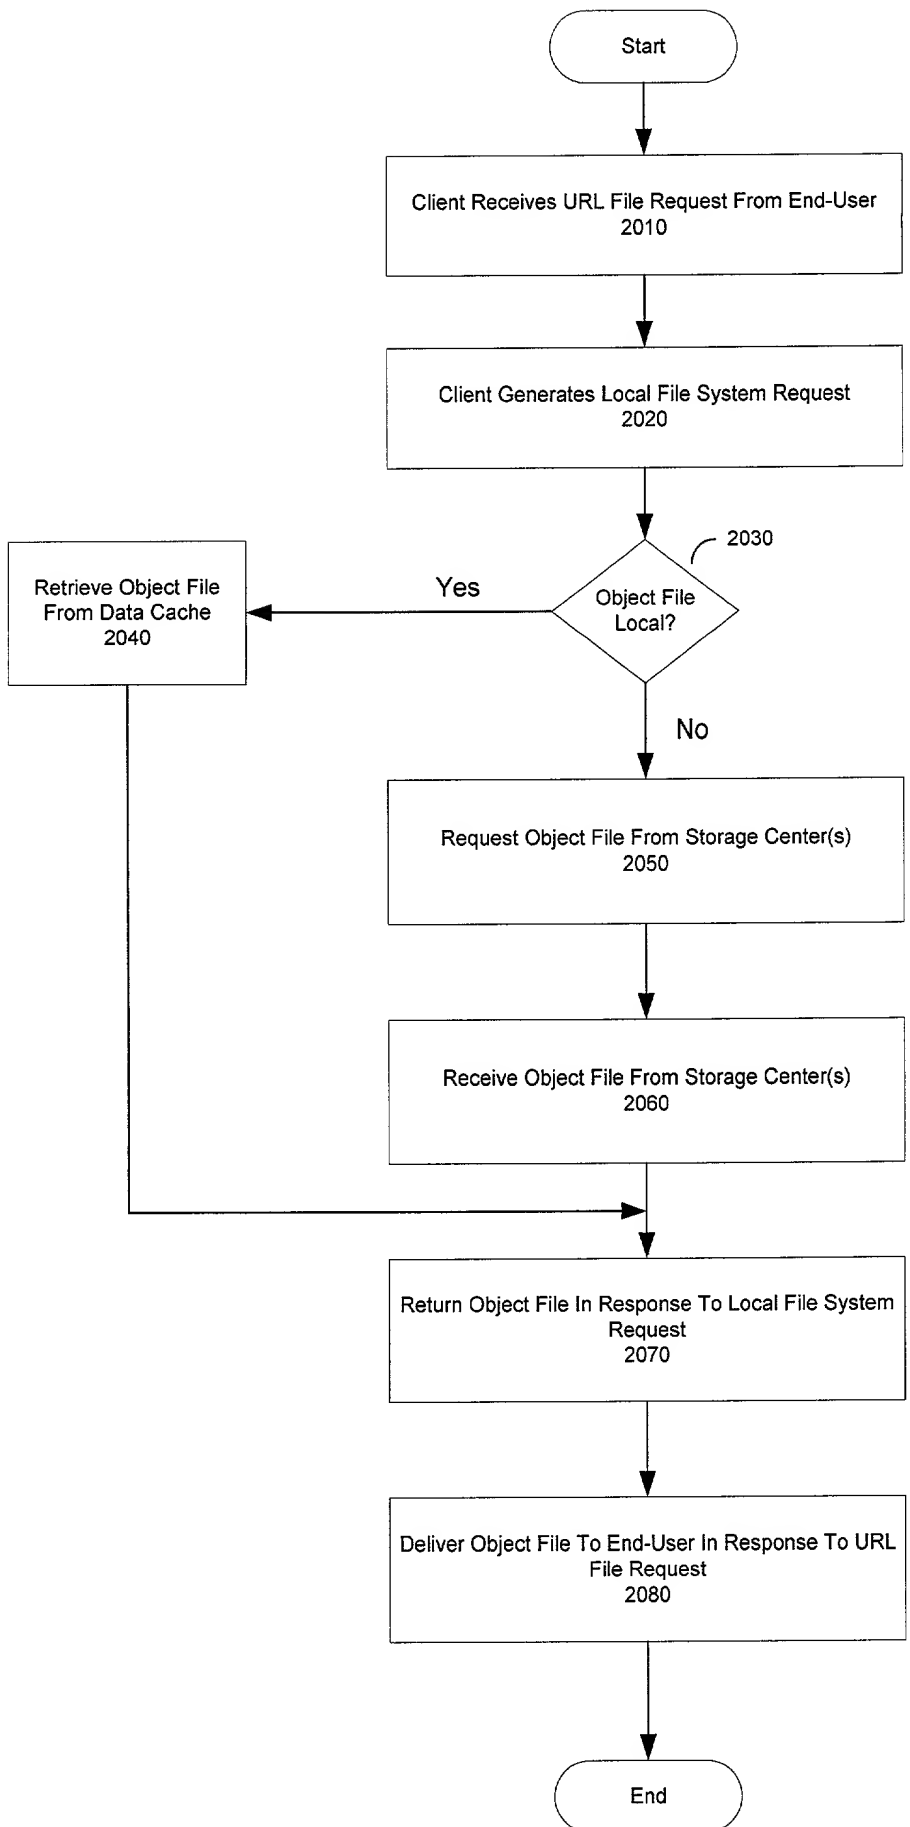 Start
Client Receives URL File Request From End-User
2010
Client Generates Local File System Request
2020
2030
Object File
Local?
Yes
Retrieve Object File
From Data Cache
2040
No
Request Object File From Storage Center(s)
2050
Receive Object File From Storage Center(s)
2060
Return Object File In Response To Local File System
Request
2070
Deliver Object File To End-User In Response To URL
File Request
2080
End